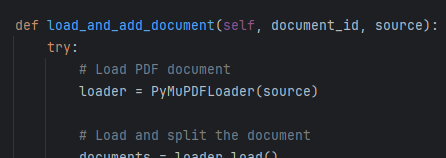 def load_and_add_document(self, document_id, source):
try:
# Load PDF document
loader = PyMuPDFLoader(source)
# Load and split the document
documents = loader.load()